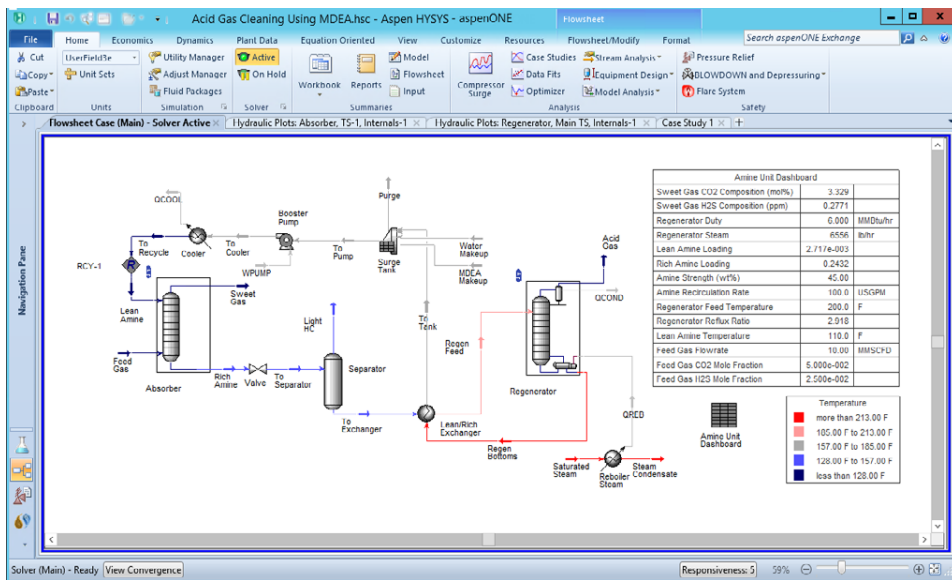 Acid Gas Cleaning Using MDEA.hsc - Aspen HYSYS - aspenONE
Flowsheet
File Home Economics Dynamics Plant Data Equation Oriented View Customize Resources Flowsheet/Modify Format Search aspenONE Exchange
Cut UserField3e Utility Manager Active Model Case Studies Stream Analysis Pressure Relief
Copy Unit Sets Adjust Manager On Hold Workbook Reports Flowsheet Compressor Surge Data Fits Equipment Design BLOWDOWN and Depressuring
Paste Fluid Packages Input Optimizer Model Analysis Flare System
Clipboard Units Simulation Solver Summaries Analysis Safety
Flowsheet Case (Main) - Solver Active Hydraulic Plots: Absorber, TS-1, Internals-1 Hydraulic Plots: Regenerator, Main TS, Internals-1 Case Study 1
Navigation Pane
QCOOL
To Recycle
Cooler
To Cooler
Booster Pump
WPUMP
To Pump
Purge
Surge Tank
Water Makeup
MDEA Makeup
RCY-1
R
Lean Amine
Sweet Gas
Feed Gas
Absorber
Rich Amine
Valve
To Separator
Light HC
Separator
To Exchanger
To Tank
Regen Feed
Lean/Rich Exchanger
Regen Bottoms
Acid Gas
QCOND
Regenerator
QREB
Saturated Steam
Reboiler Steam
Steam Condensate
Amine Unit Dashboard
Sweet Gas CO2 Composition (mol%) 3.329
Sweet Gas H2S Composition (ppm) 0.2771
Regenerator Duty 6.000 MMBtu/hr
Regenerator Steam 6556 lb/hr
Lean Amine Loading 2.717e-003
Rich Amine Loading 0.2432
Amine Strength (wt%) 45.00
Amine Recirculation Rate 100.0 USGPM
Regenerator Feed Temperature 200.0 F
Regenerator Reflux Ratio 2.918
Lean Amine Temperature 110.0 F
Feed Gas Flowrate 10.00 MMSCFD
Feed Gas CO2 Mole Fraction 5.000e-002
Feed Gas H2S Mole Fraction 2.500e-002
Amine Unit Dashboard
Temperature
more than 213.00 F
185.00 F to 213.00 F
157.00 F to 185.00 F
128.00 F to 157.00 F
less than 128.00 F
Solver (Main) - Ready View Convergence Responsiveness: 5 59%